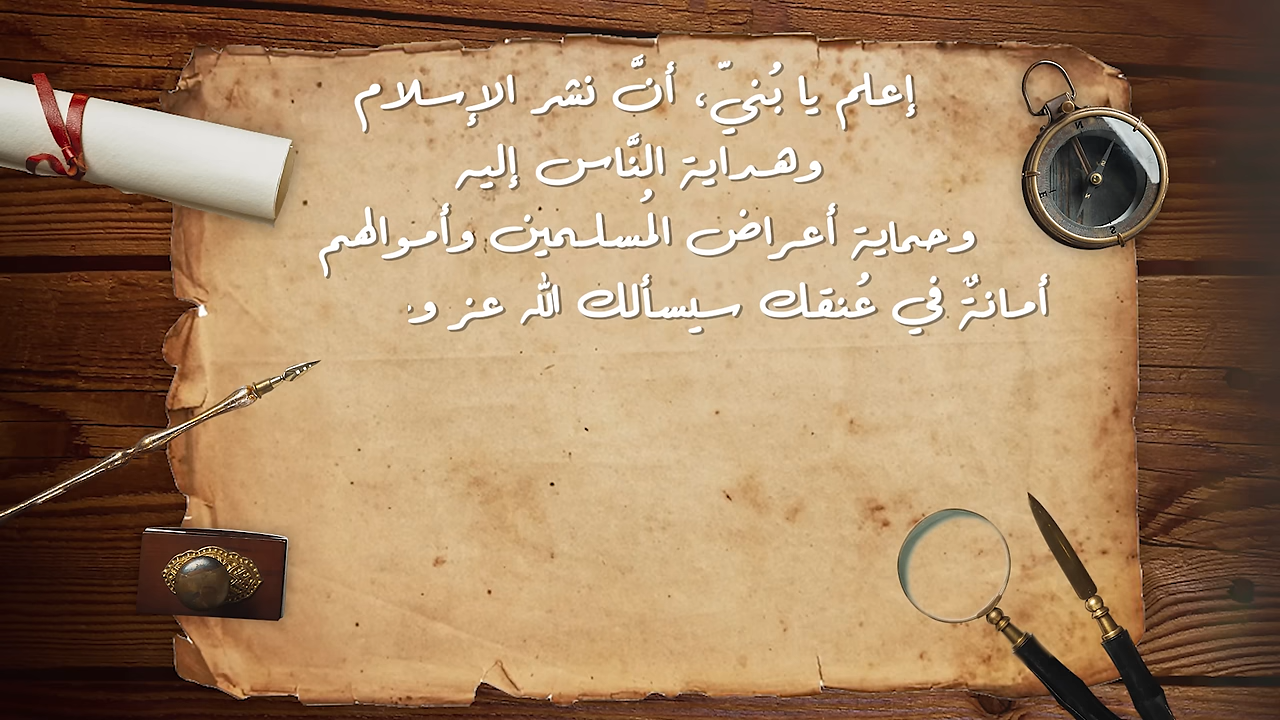 إعلم يا بُنيّ، أنَّ نشر الإسلام
وهداية النَّاس إليه
وحماية أعراض المُسلمين وأموالهم
أمانةٌ في عُنقك سيسألك الله عز و